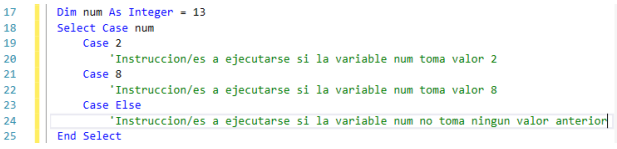 17 Dim num As Integer = 13
18 Select Case num
19 Case 2
20 'Instruccion/es a ejecutarse si la variable num toma valor 2
21 Case 8
22 'Instruccion/es a ejecutarse si la variable num toma valor 8
23 Case Else
24 'Instruccion/es a ejecutarse si la variable num no toma ningun valor anterior
25 End Select